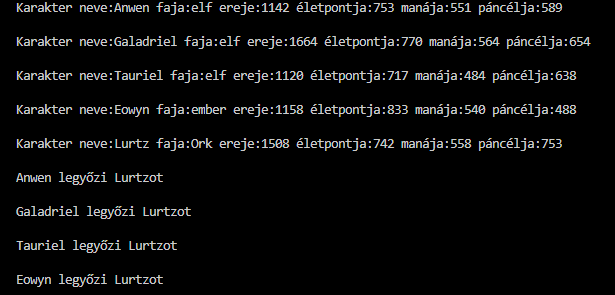 Karakter neve:Anwen faja:elf ereje:1142 életpontja:753 manája:551 páncélja:589
Karakter neve:Galadriel faja:elf ereje:1664 életpontja:770 manája:564 páncélja:654
Karakter neve:Tauriel faja:elf ereje:1120 életpontja:717 manája:484 páncélja:638
Karakter neve:Eowyn faja:ember ereje:1158 életpontja:833 manája:540 páncélja:488
Karakter neve:Lurtz faja:Ork ereje:1508 életpontja:742 manája:558 páncélja:753
Anwen legyőzi Lurtzot
Galadriel legyőzi Lurtzot
Tauriel legyőzi Lurtzot
Eowyn legyőzi Lurtzot